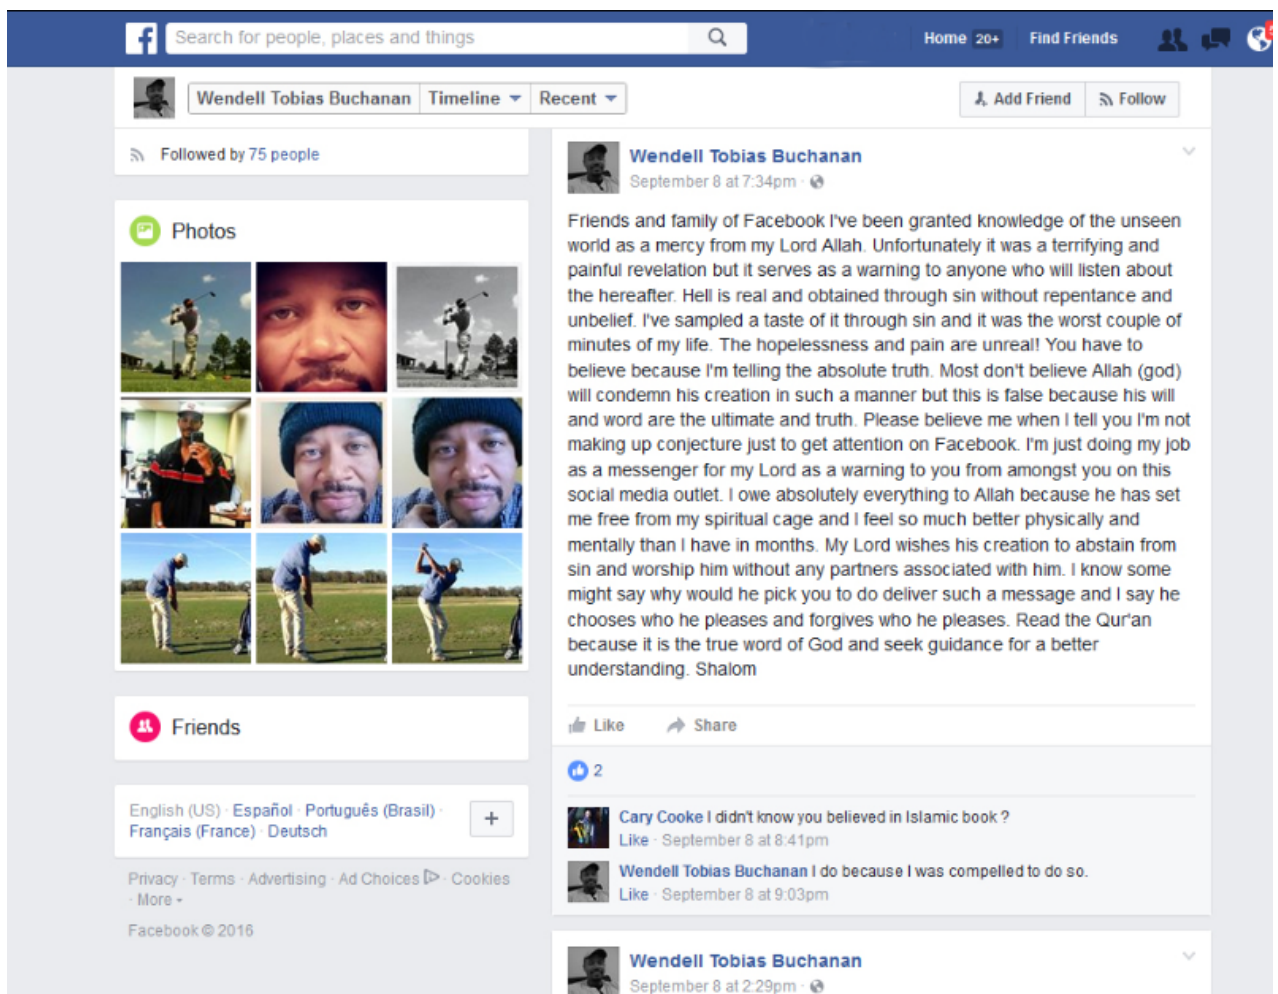 Search for people, places and things
Home 20+ Find Friends
Wendell Tobias Buchanan Timeline Recent
Add Friend Follow
Followed by 75 people
Photos
Friends
English (US) · Español · Português (Brasil) ·
Français (France) · Deutsch
+
Privacy · Terms · Advertising · Ad Choices · Cookies
· More
Facebook © 2016
Wendell Tobias Buchanan
September 8 at 7:34pm ·
Friends and family of Facebook I've been granted knowledge of the unseen
world as a mercy from my Lord Allah. Unfortunately it was a terrifying and
painful revelation but it serves as a warning to anyone who will listen about
the hereafter. Hell is real and obtained through sin without repentance and
unbelief. I've sampled a taste of it through sin and it was the worst couple of
minutes of my life. The hopelessness and pain are unreal! You have to
believe because I'm telling the absolute truth. Most don't believe Allah (god)
will condemn his creation in such a manner but this is false because his will
and word are the ultimate and truth. Please believe me when I tell you I'm not
making up conjecture just to get attention on Facebook. I'm just doing my job
as a messenger for my Lord as a warning to you from amongst you on this
social media outlet. I owe absolutely everything to Allah because he has set
me free from my spiritual cage and I feel so much better physically and
mentally than I have in months. My Lord wishes his creation to abstain from
sin and worship him without any partners associated with him. I know some
might say why would he pick you to do deliver such a message and I say he
chooses who he pleases and forgives who he pleases. Read the Qur'an
because it is the true word of God and seek guidance for a better
understanding. Shalom
Like Share
2
Cary Cooke I didn't know you believed in Islamic book ?
Like · September 8 at 8:41pm
Wendell Tobias Buchanan I do because I was compelled to do so.
Like · September 8 at 9:03pm
Wendell Tobias Buchanan
September 8 at 2:29pm ·